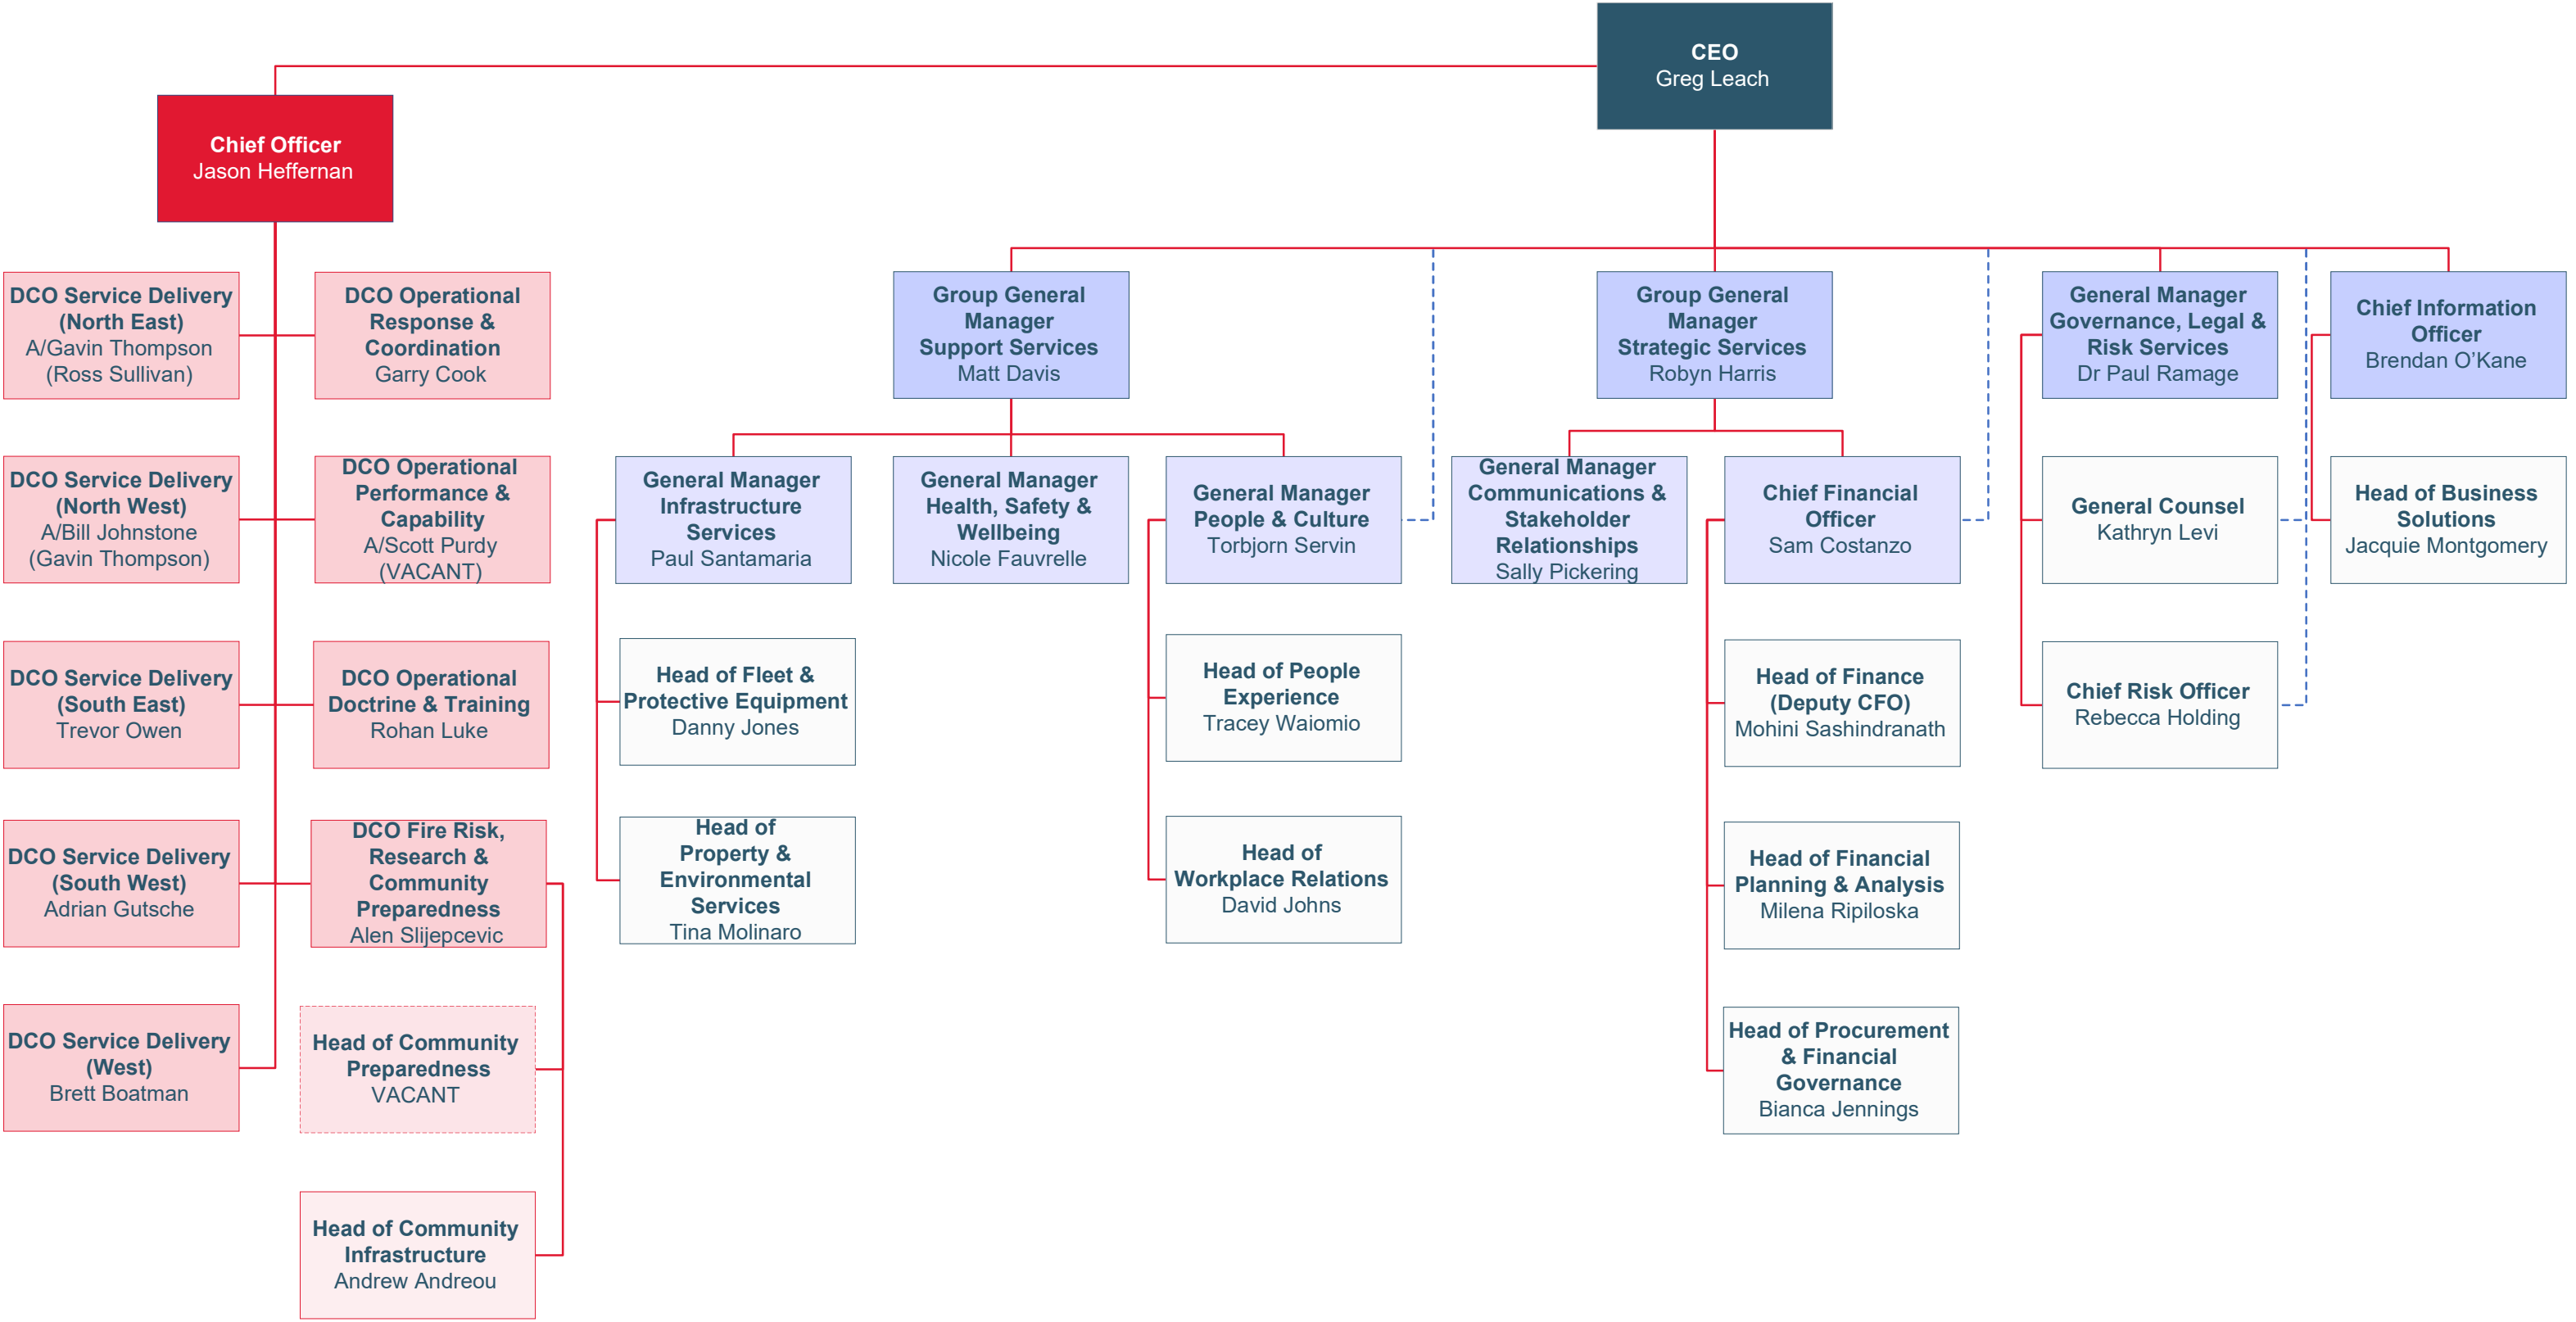 CEO
Greg Leach
Chief Officer
Jason Heffernan
DCO Service Delivery
(North East)
A/Gavin Thompson
(Ross Sullivan)
DCO Operational
Response &
Coordination
Garry Cook
DCO Service Delivery
(North West)
A/Bill Johnstone
(Gavin Thompson)
DCO Operational
Performance &
Capability
A/Scott Purdy
(VACANT)
DCO Service Delivery
(South East)
Trevor Owen
DCO Operational
Doctrine & Training
Rohan Luke
DCO Service Delivery
(South West)
Adrian Gutsche
DCO Fire Risk,
Research &
Community
Preparedness
Alen Slijepcevic
DCO Service Delivery
(West)
Brett Boatman
Head of Community
Preparedness
VACANT
Head of Community
Infrastructure
Andrew Andreou
Group General
Manager
Support Services
Matt Davis
General Manager
Infrastructure
Services
Paul Santamaria
Head of Fleet &
Protective Equipment
Danny Jones
Head of
Property &
Environmental
Services
Tina Molinaro
General Manager
Health, Safety &
Wellbeing
Nicole Fauvrelle
General Manager
People & Culture
Torbjorn Servin
Head of People
Experience
Tracey Waiomio
Head of
Workplace Relations
David Johns
Group General
Manager
Strategic Services
Robyn Harris
General Manager
Communications &
Stakeholder
Relationships
Sally Pickering
Chief Financial
Officer
Sam Costanzo
Head of Finance
(Deputy CFO)
Mohini Sashindranath
Head of Financial
Planning & Analysis
Milena Ripiloska
Head of Procurement
& Financial
Governance
Bianca Jennings
General Manager
Governance, Legal &
Risk Services
Dr Paul Ramage
General Counsel
Kathryn Levi
Chief Risk Officer
Rebecca Holding
Chief Information
Officer
Brendan O’Kane
Head of Business
Solutions
Jacquie Montgomery